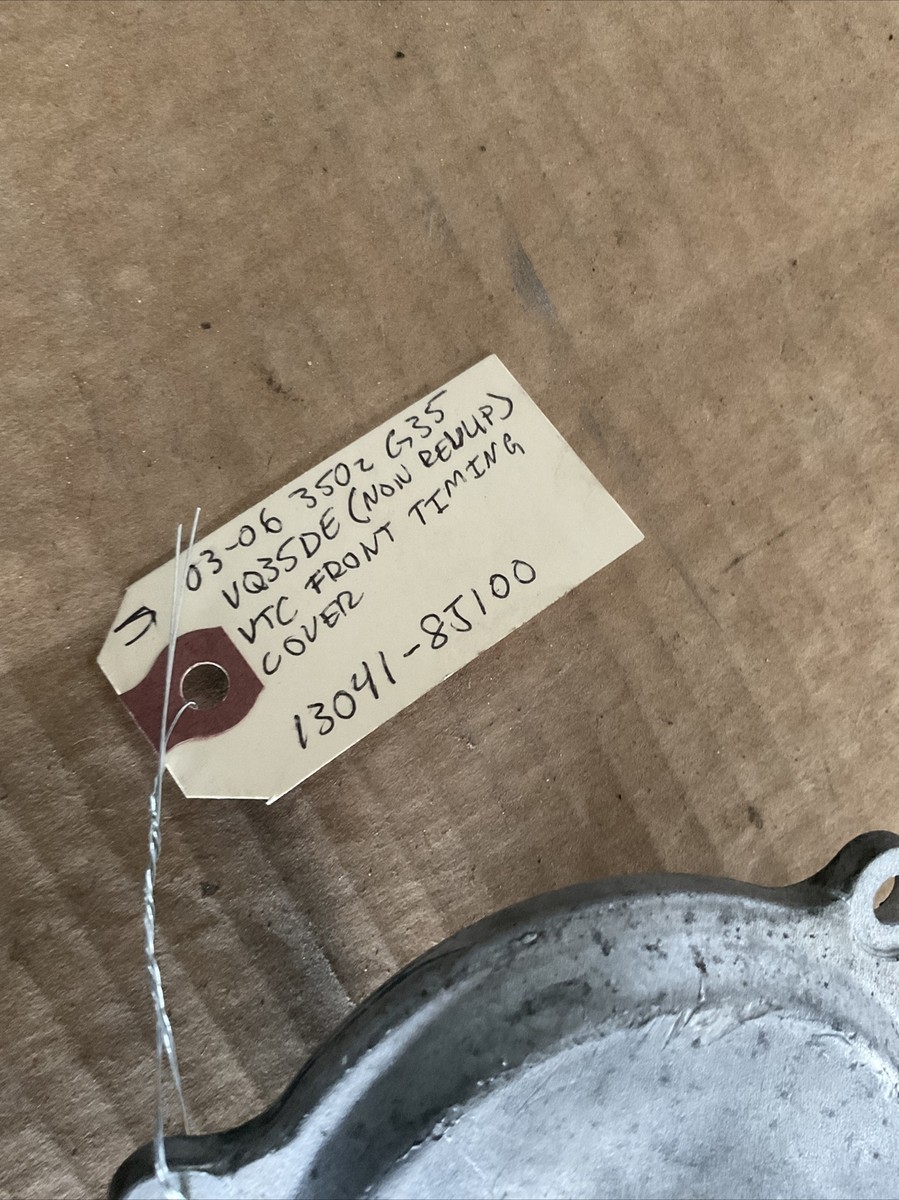 03-06 350z G35
VQ35DE (NON REVUP)
VTC FRONT TIMING
COVER
13041-8J100